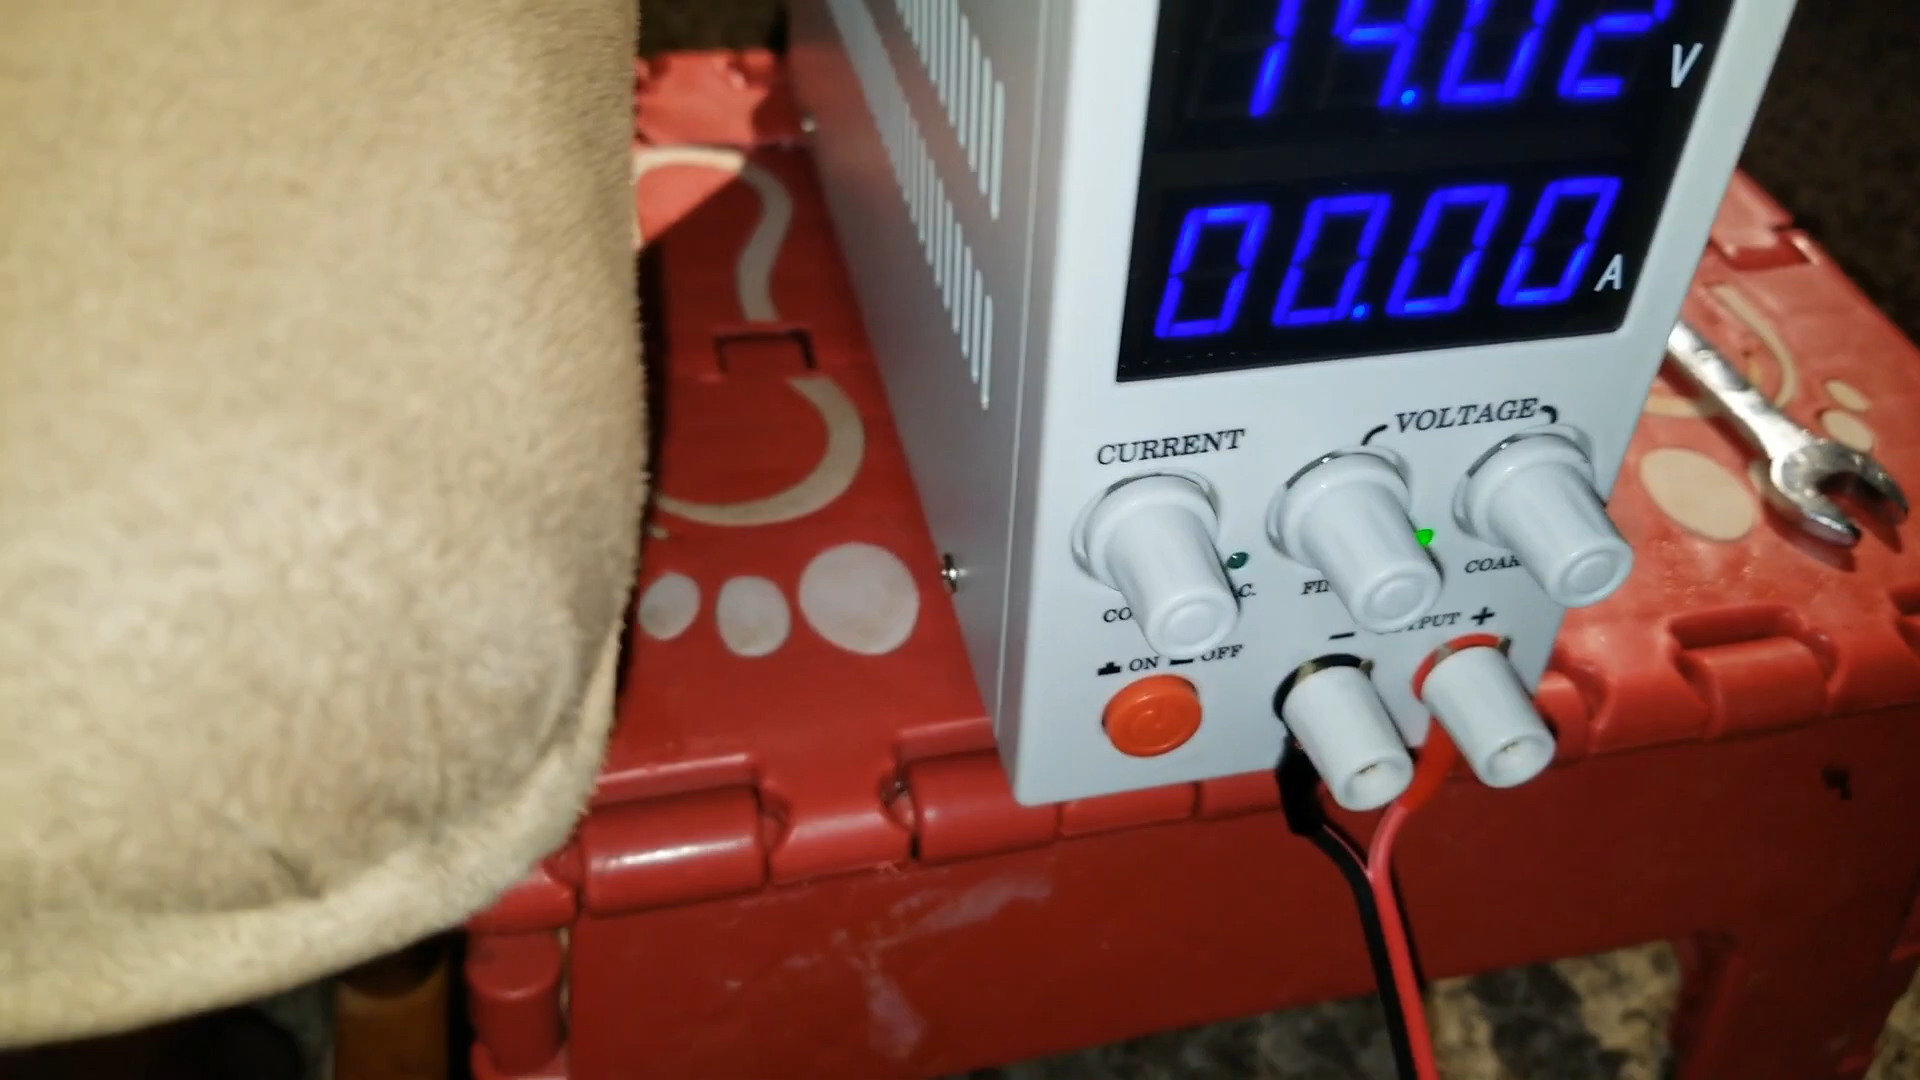 14.02 V
00.00 A
CURRENT
VOLTAGE
ON OFF
- +